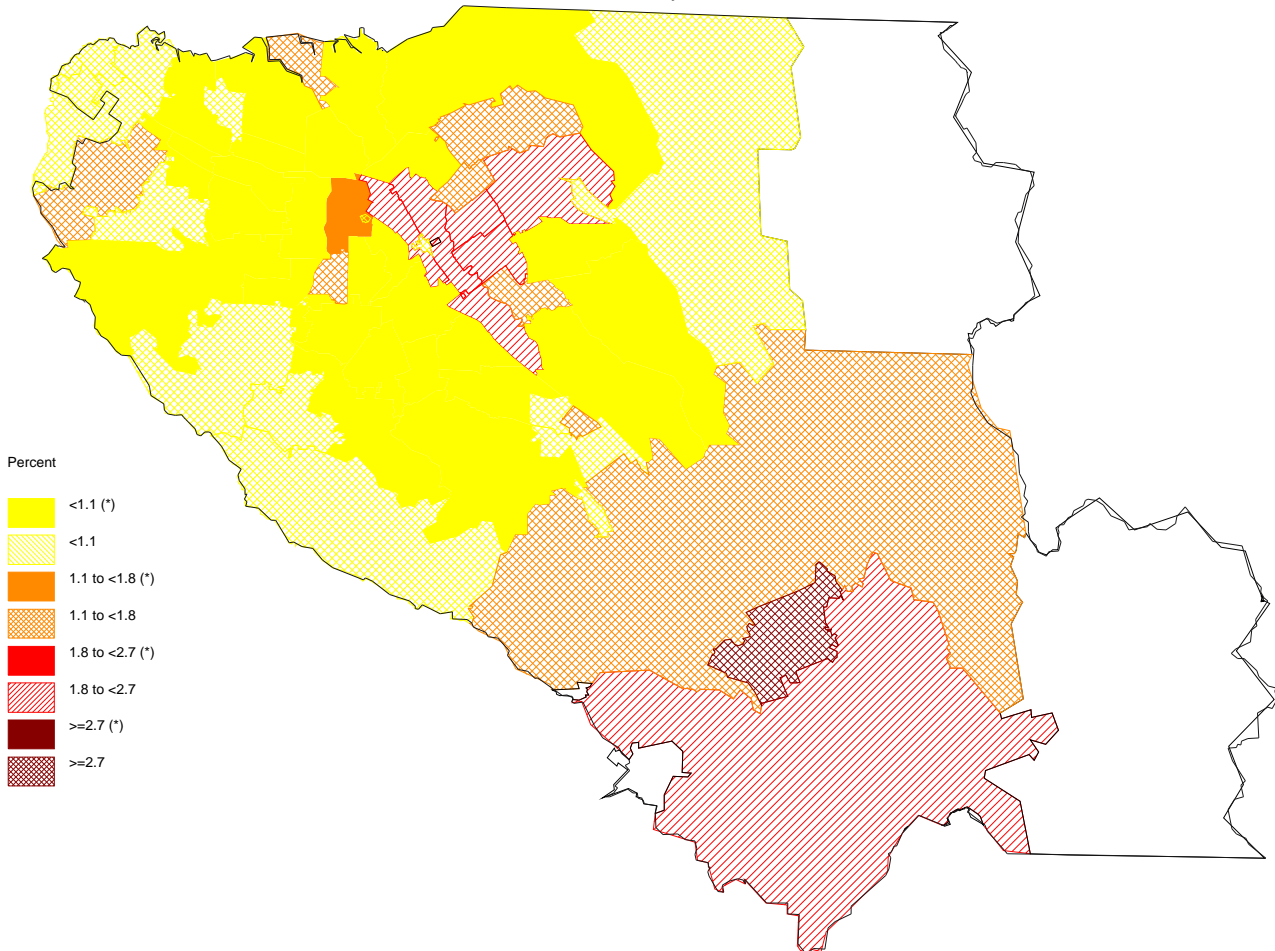 Percent
<1.1 (*)
<1.1
1.1 to <1.8 (*)
1.1 to <1.8
1.8 to <2.7 (*)
1.8 to <2.7
>=2.7 (*)
>=2.7